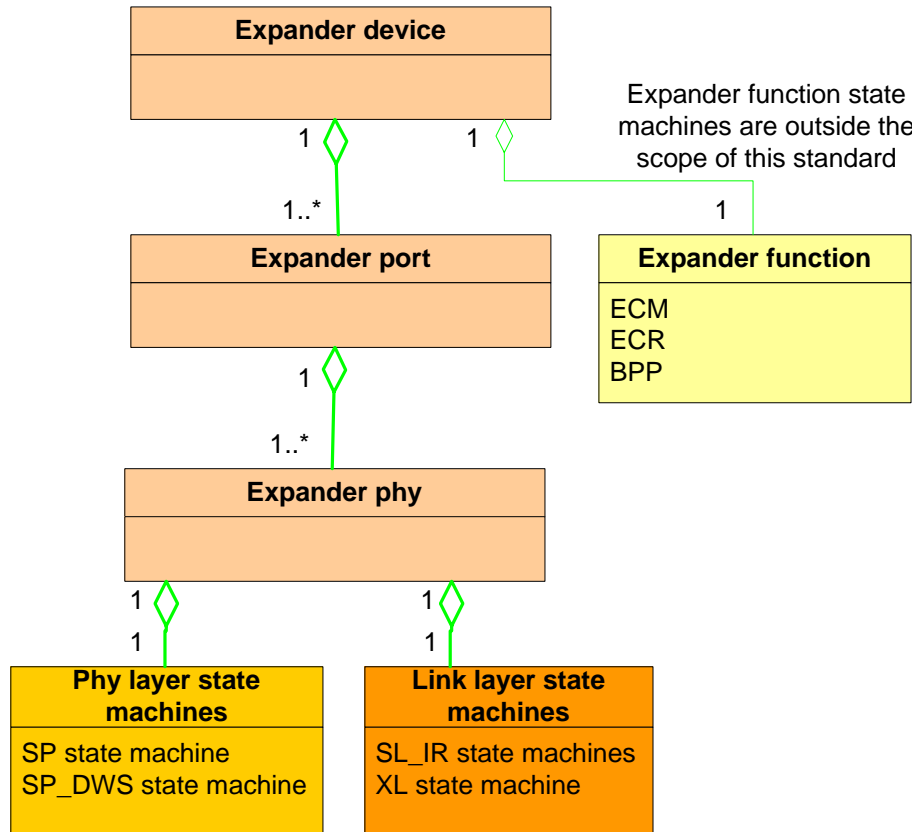 Expander device
Expander function state
machines are outside the
scope of this standard
1
1
1..*
1
Expander port
Expander function
ECM
ECR
BPP
1
1..*
Expander phy
1
1
1
1
Phy layer state
machines
SP state machine
SP_DWS state machine
Link layer state
machines
SL_IR state machines
XL state machine